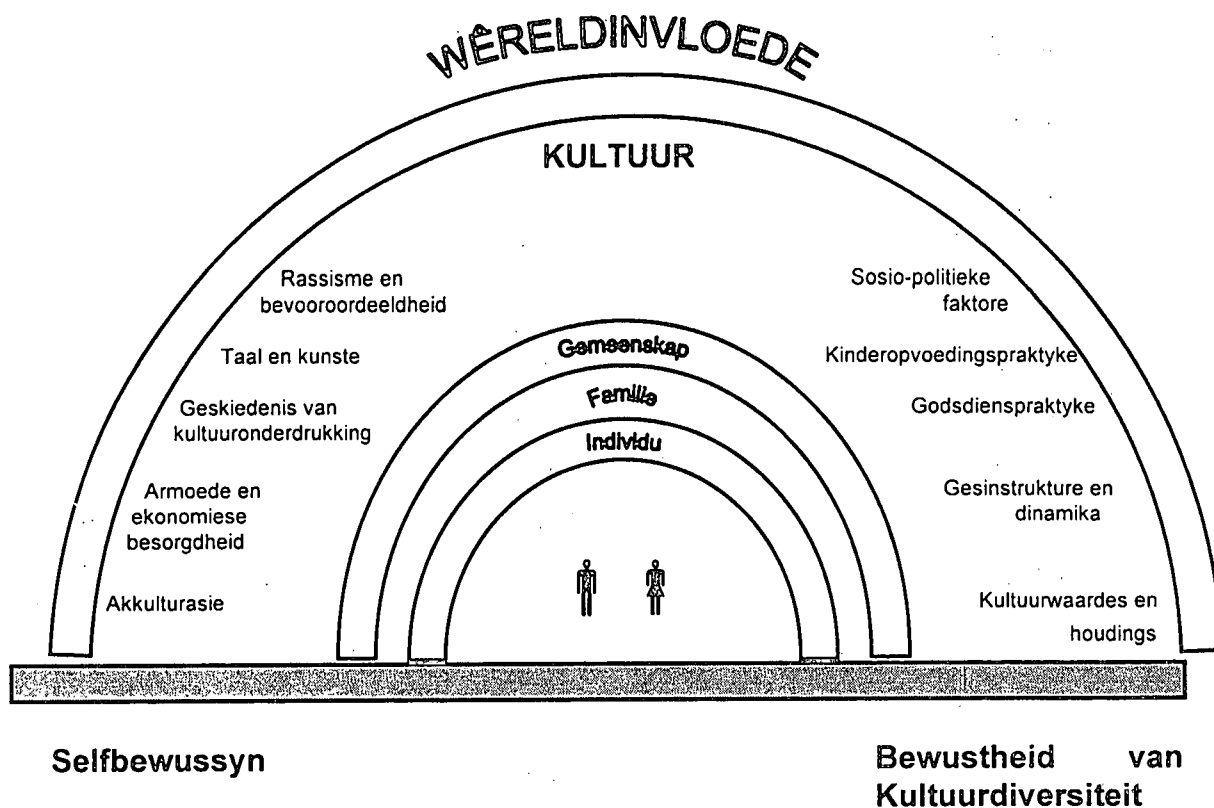 WÊRELDINVLOEDE
KULTUUR
Rassisme en
bevooroordeeldheid
Taal en kunste
Geskiedenis van
kultuuronderdrukking
Armoede en
ekonomiese
besorgdheid
Akkulturasie
Gemeenskap
Familie
Individu
Sosio-politieke
faktore
Kinderopvoedingspraktyke
Godsdienspraktyke
Gesinstrukture en
dinamika
Kultuurwaardes en
houdings
Selfbewussyn
Bewustheid van
Kultuurdiversiteit